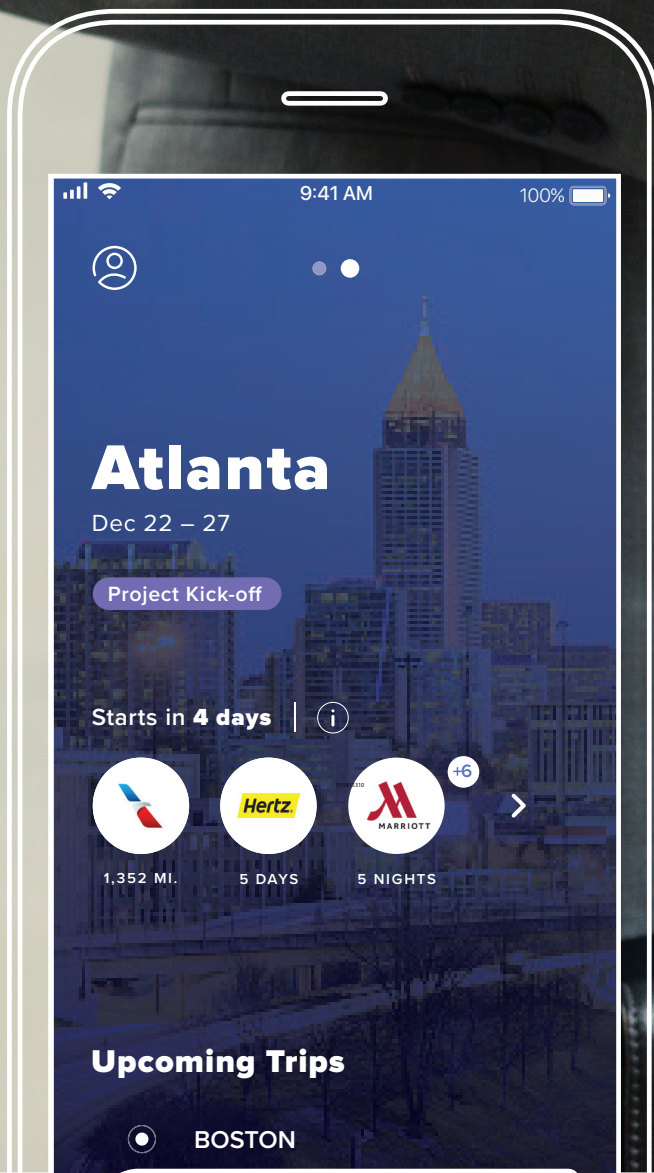 9:41 AM
100%
Atlanta
Dec 22 – 27
Project Kick-off
Starts in 4 days
i
+6
Hertz.
MARRIOTT
1,352 MI.
5 DAYS
5 NIGHTS
Upcoming Trips
BOSTON